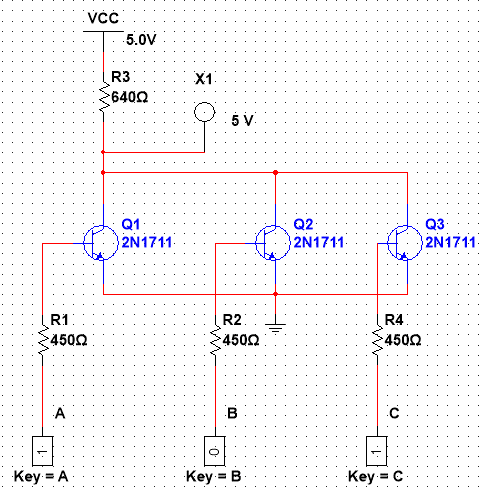 VCC
5.0V
R3
640Ω
X1
5 V
Q1
2N1711
Q2
2N1711
Q3
2N1711
R1
450Ω
R2
450Ω
R4
450Ω
A
B
C
1
0
1
Key = A
Key = B
Key = C